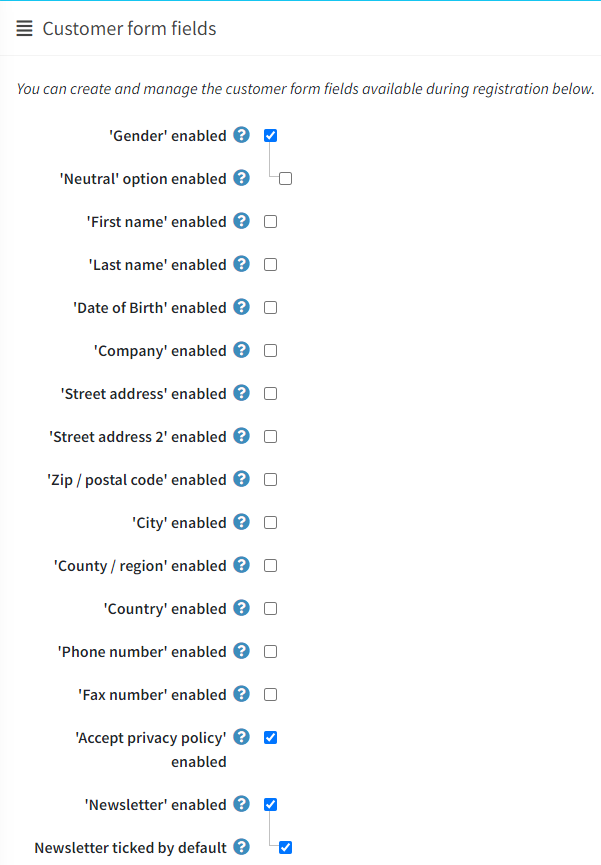 Customer form fields
You can create and manage the customer form fields available during registration below.
'Gender' enabled
'Neutral' option enabled
'First name' enabled
'Last name' enabled
'Date of Birth' enabled
'Company' enabled
'Street address' enabled
'Street address 2' enabled
'Zip / postal code' enabled
'City' enabled
'County / region' enabled
'Country' enabled
'Phone number' enabled
'Fax number' enabled
'Accept privacy policy'
enabled
'Newsletter' enabled
Newsletter ticked by default